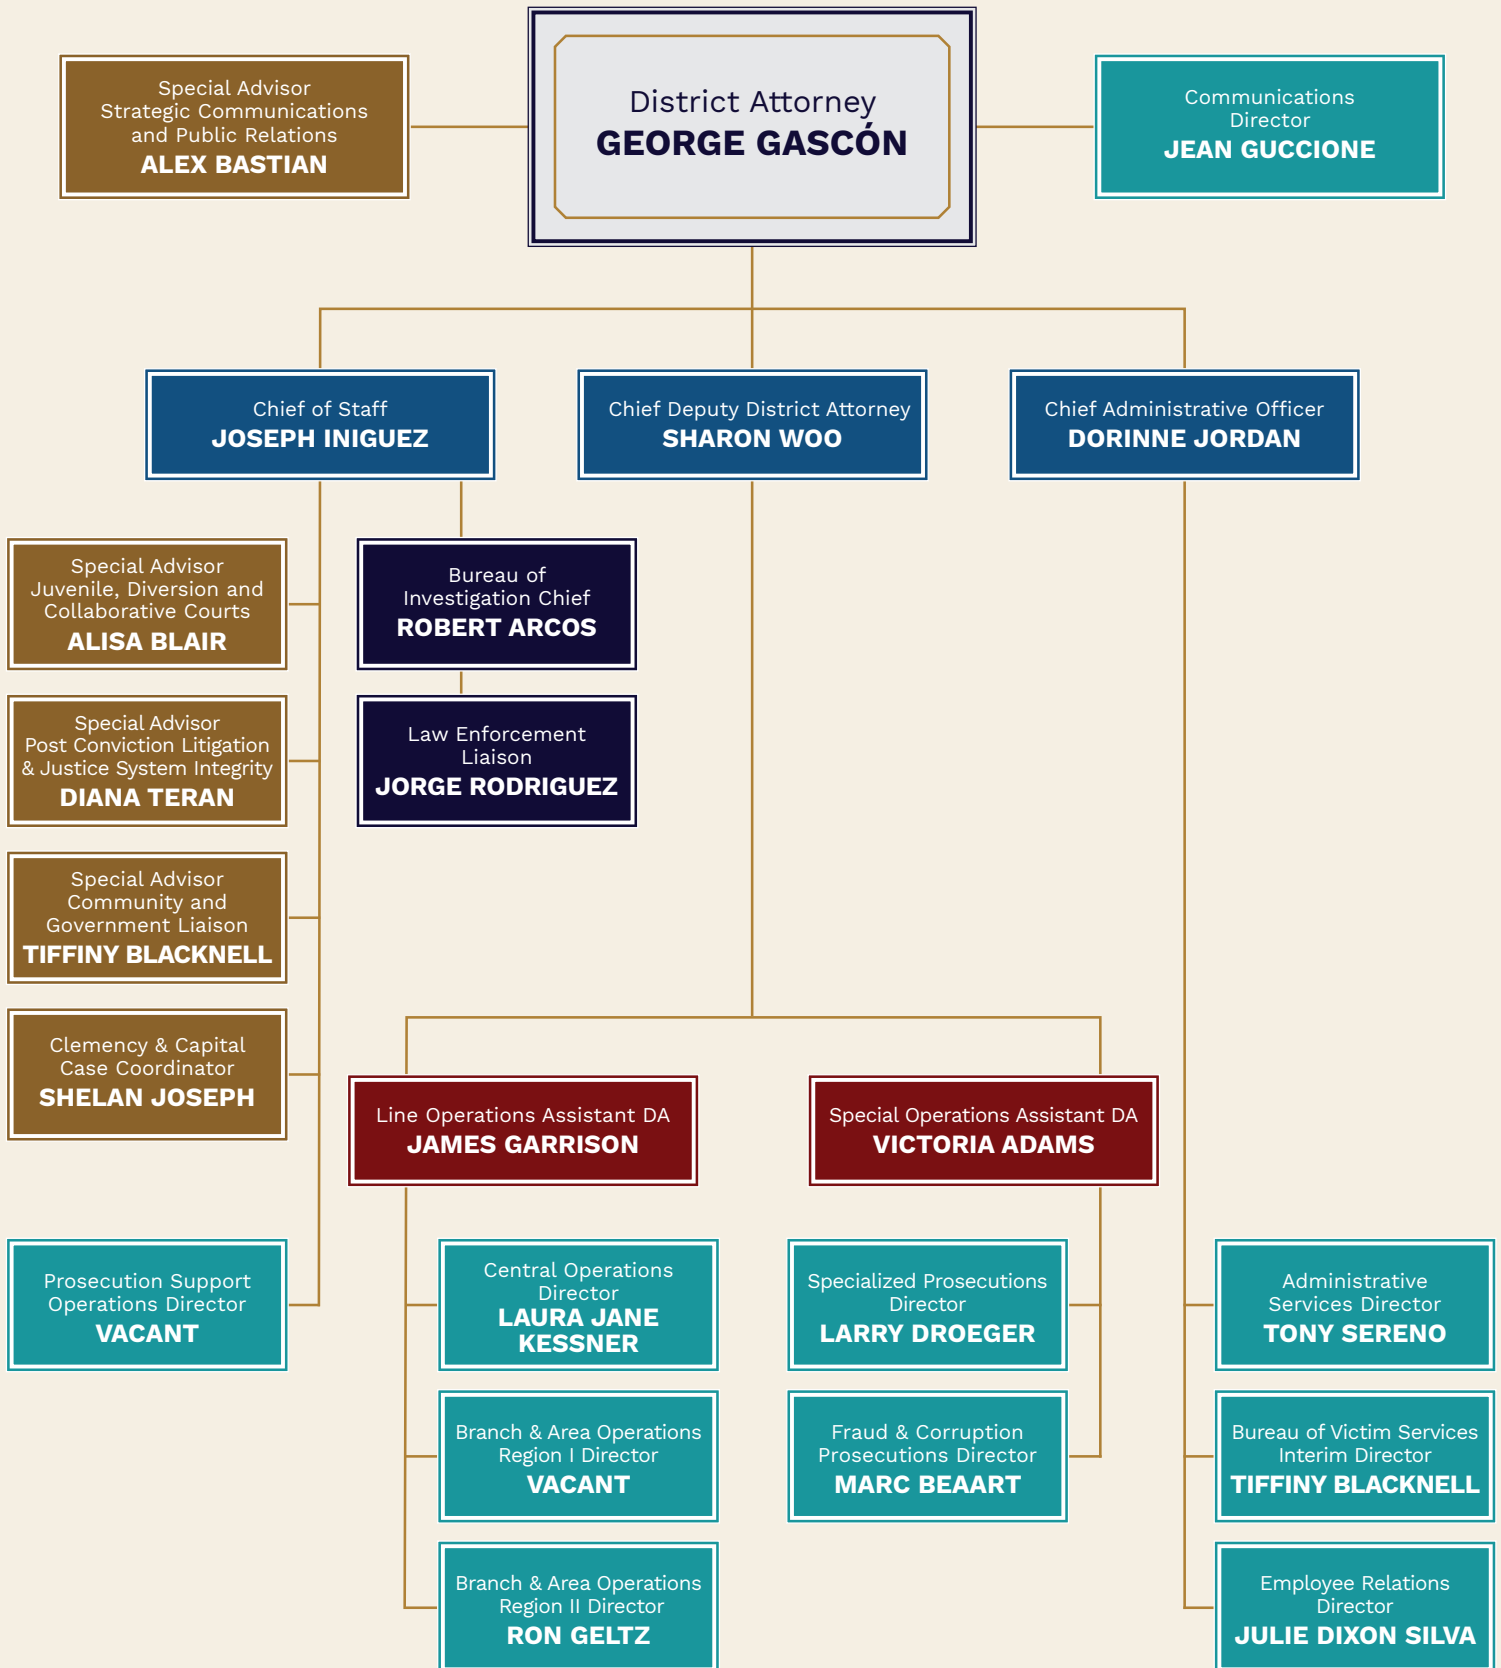 Special Advisor
Strategic Communications
and Public Relations
ALEX BASTIAN
District Attorney
GEORGE GASCÓN
Communications
Director
JEAN GUCCIONE
Chief of Staff
JOSEPH INIGUEZ
Chief Deputy District Attorney
SHARON WOO
Chief Administrative Officer
DORINNE JORDAN
Special Advisor
Juvenile, Diversion and
Collaborative Courts
ALISA BLAIR
Bureau of
Investigation Chief
ROBERT ARCOS
Special Advisor
Post Conviction Litigation
& Justice System Integrity
DIANA TERAN
Law Enforcement
Liaison
JORGE RODRIGUEZ
Special Advisor
Community and
Government Liaison
TIFFINY BLACKNELL
Clemency & Capital
Case Coordinator
SHELAN JOSEPH
Line Operations Assistant DA
JAMES GARRISON
Special Operations Assistant DA
VICTORIA ADAMS
Prosecution Support
Operations Director
VACANT
Central Operations
Director
LAURA JANE
KESSNER
Specialized Prosecutions
Director
LARRY DROEGER
Administrative
Services Director
TONY SERENO
Branch & Area Operations
Region I Director
VACANT
Fraud & Corruption
Prosecutions Director
MARC BEAART
Bureau of Victim Services
Interim Director
TIFFINY BLACKNELL
Branch & Area Operations
Region II Director
RON GELTZ
Employee Relations
Director
JULIE DIXON SILVA